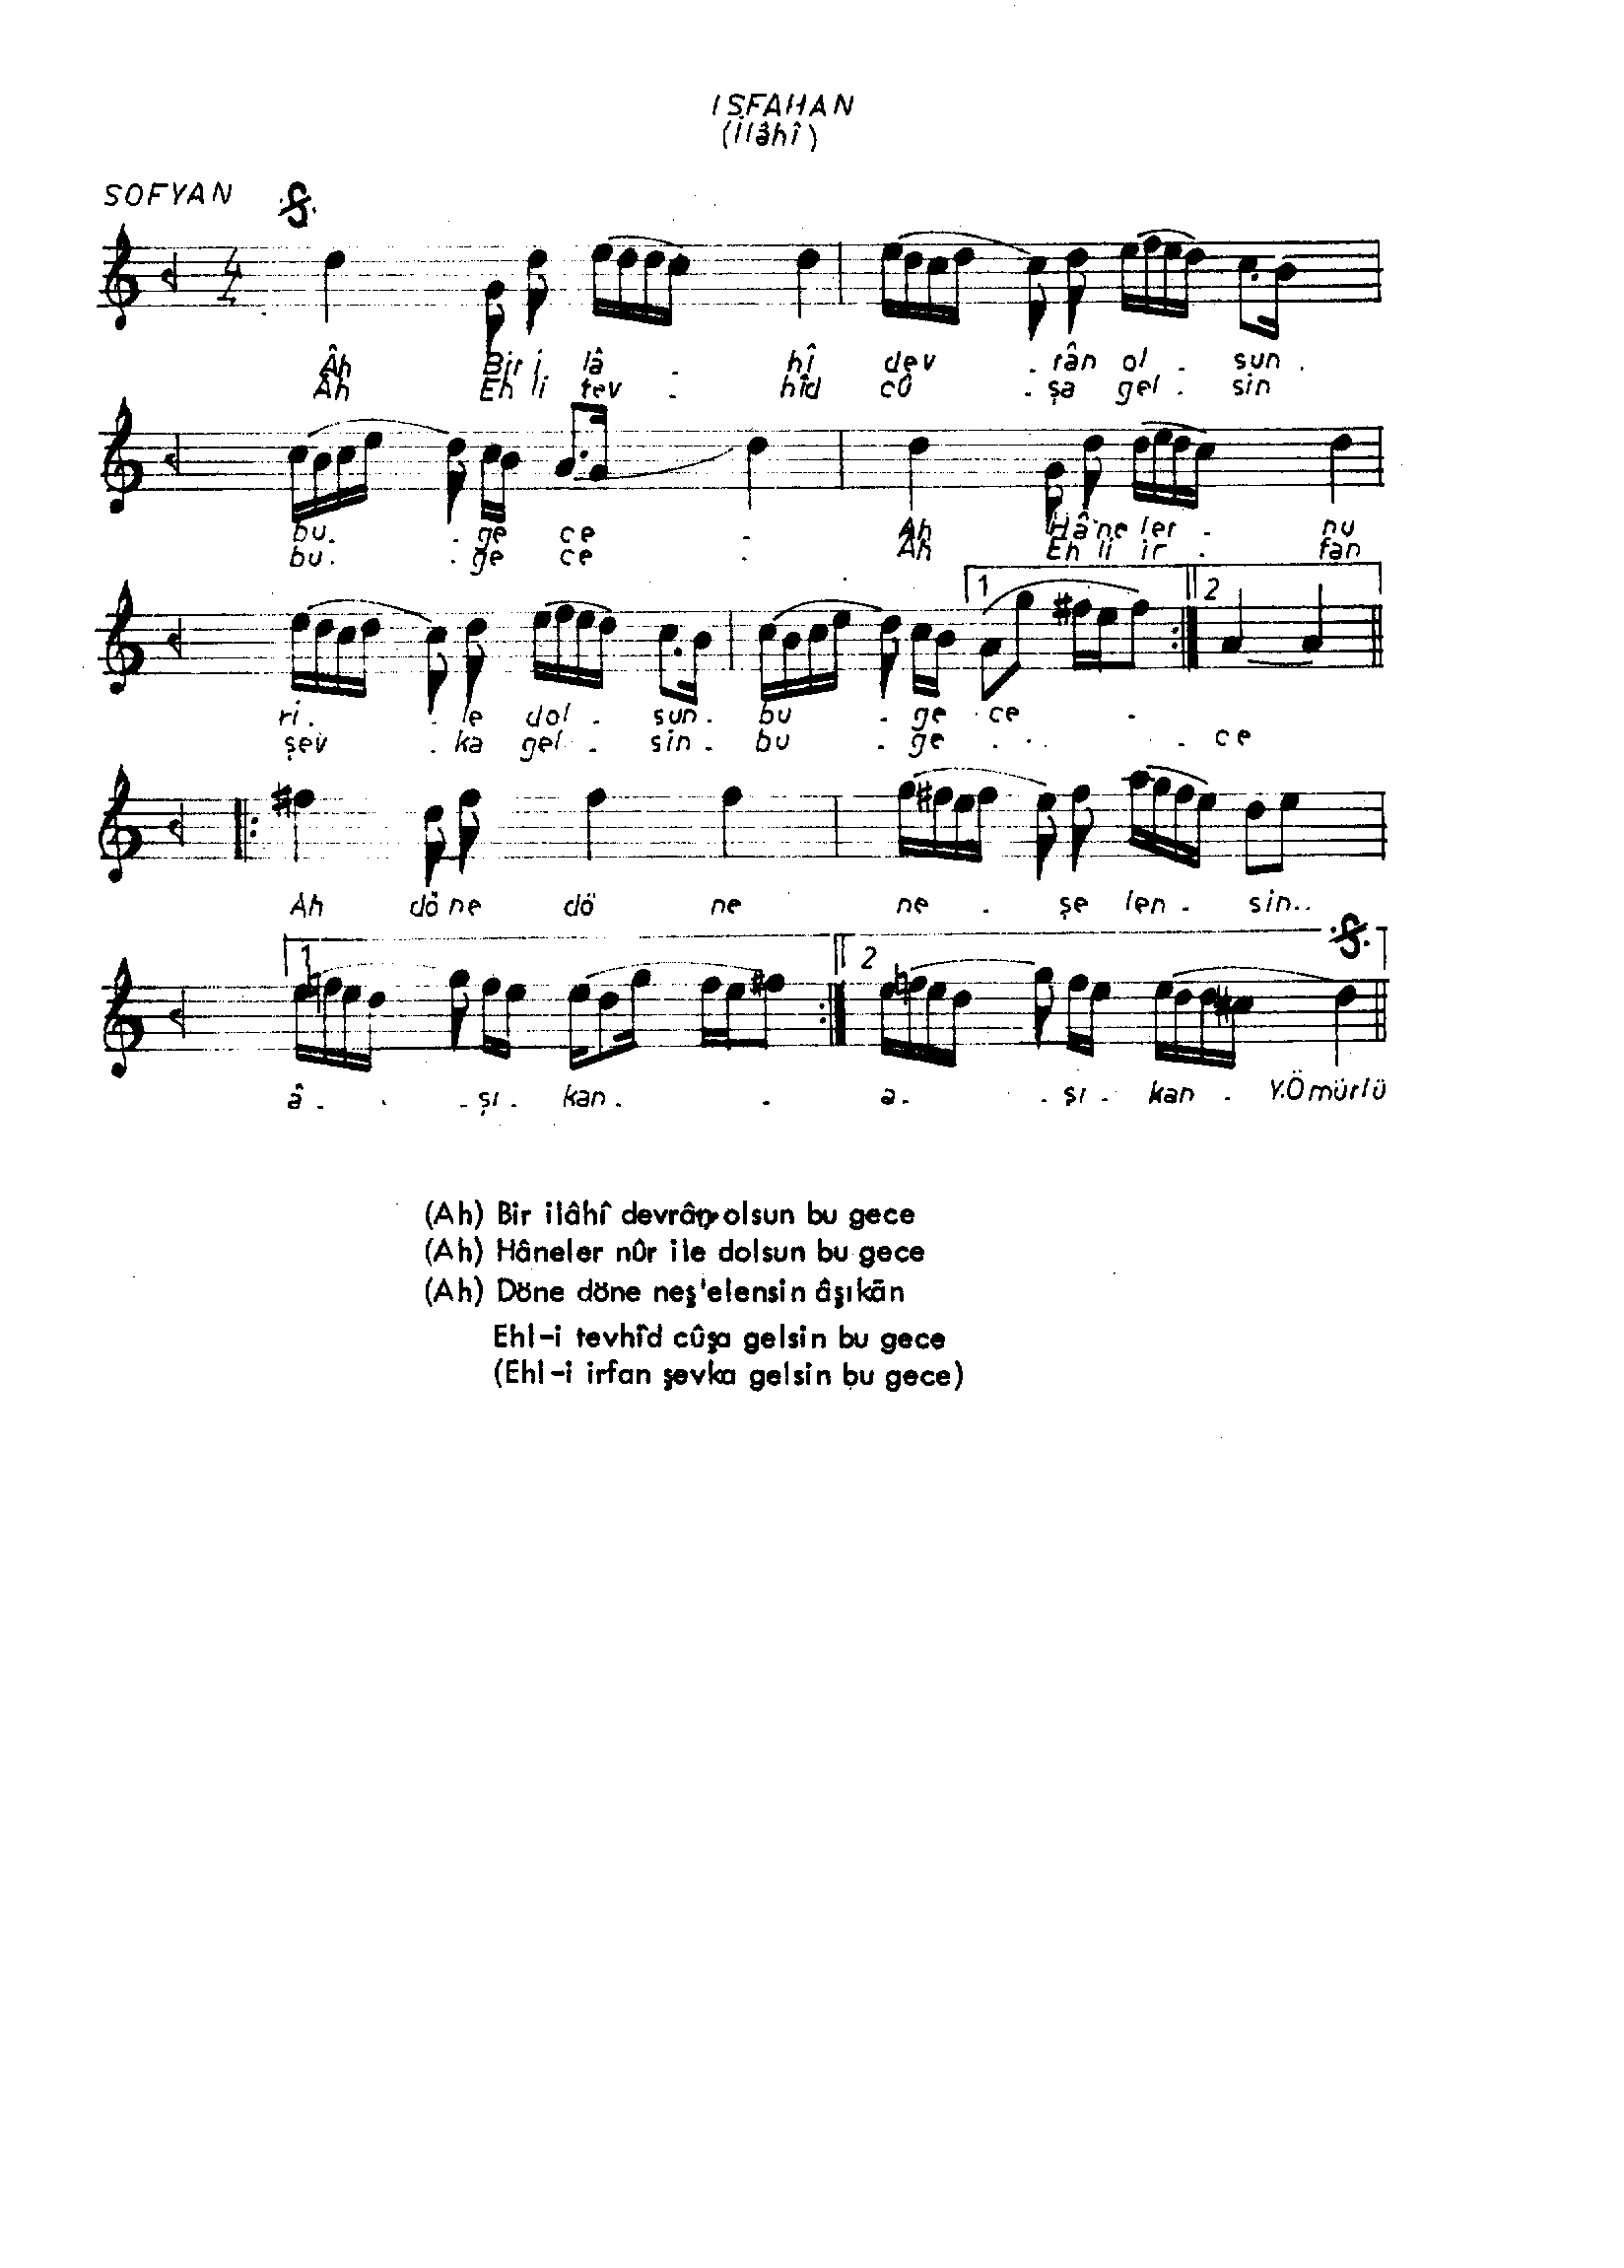 ISFAHAN
(İlâhî)
SOFYAN
4
4
Âh Bir i lâ . hî dev . rân ol . sun .
Âh Eh li tev . hîd cû . şa gel . sin
bu . . ge ce . Ah Hâ ne ler . nu
bu . . ge ce . Ah Eh li ir . fan
1 2
ri . . le dol . sun . bu . ge . ce .
şev . ka gel . sin . bu . ge . . . . ce
Ah dö ne dö ne ne . şe len . sin . .
1 2
â . . . şı . kan . . a . . . şı . kan . Y.Ömürlü
(Ah) Bir ilâhî devrân olsun bu gece
(Ah) Hâneler nûr ile dolsun bu gece
(Ah) Döne döne neş'elensin âşıkân
Ehl-i tevhîd cûşa gelsin bu gece
(Ehl-i irfan şevka gelsin bu gece)